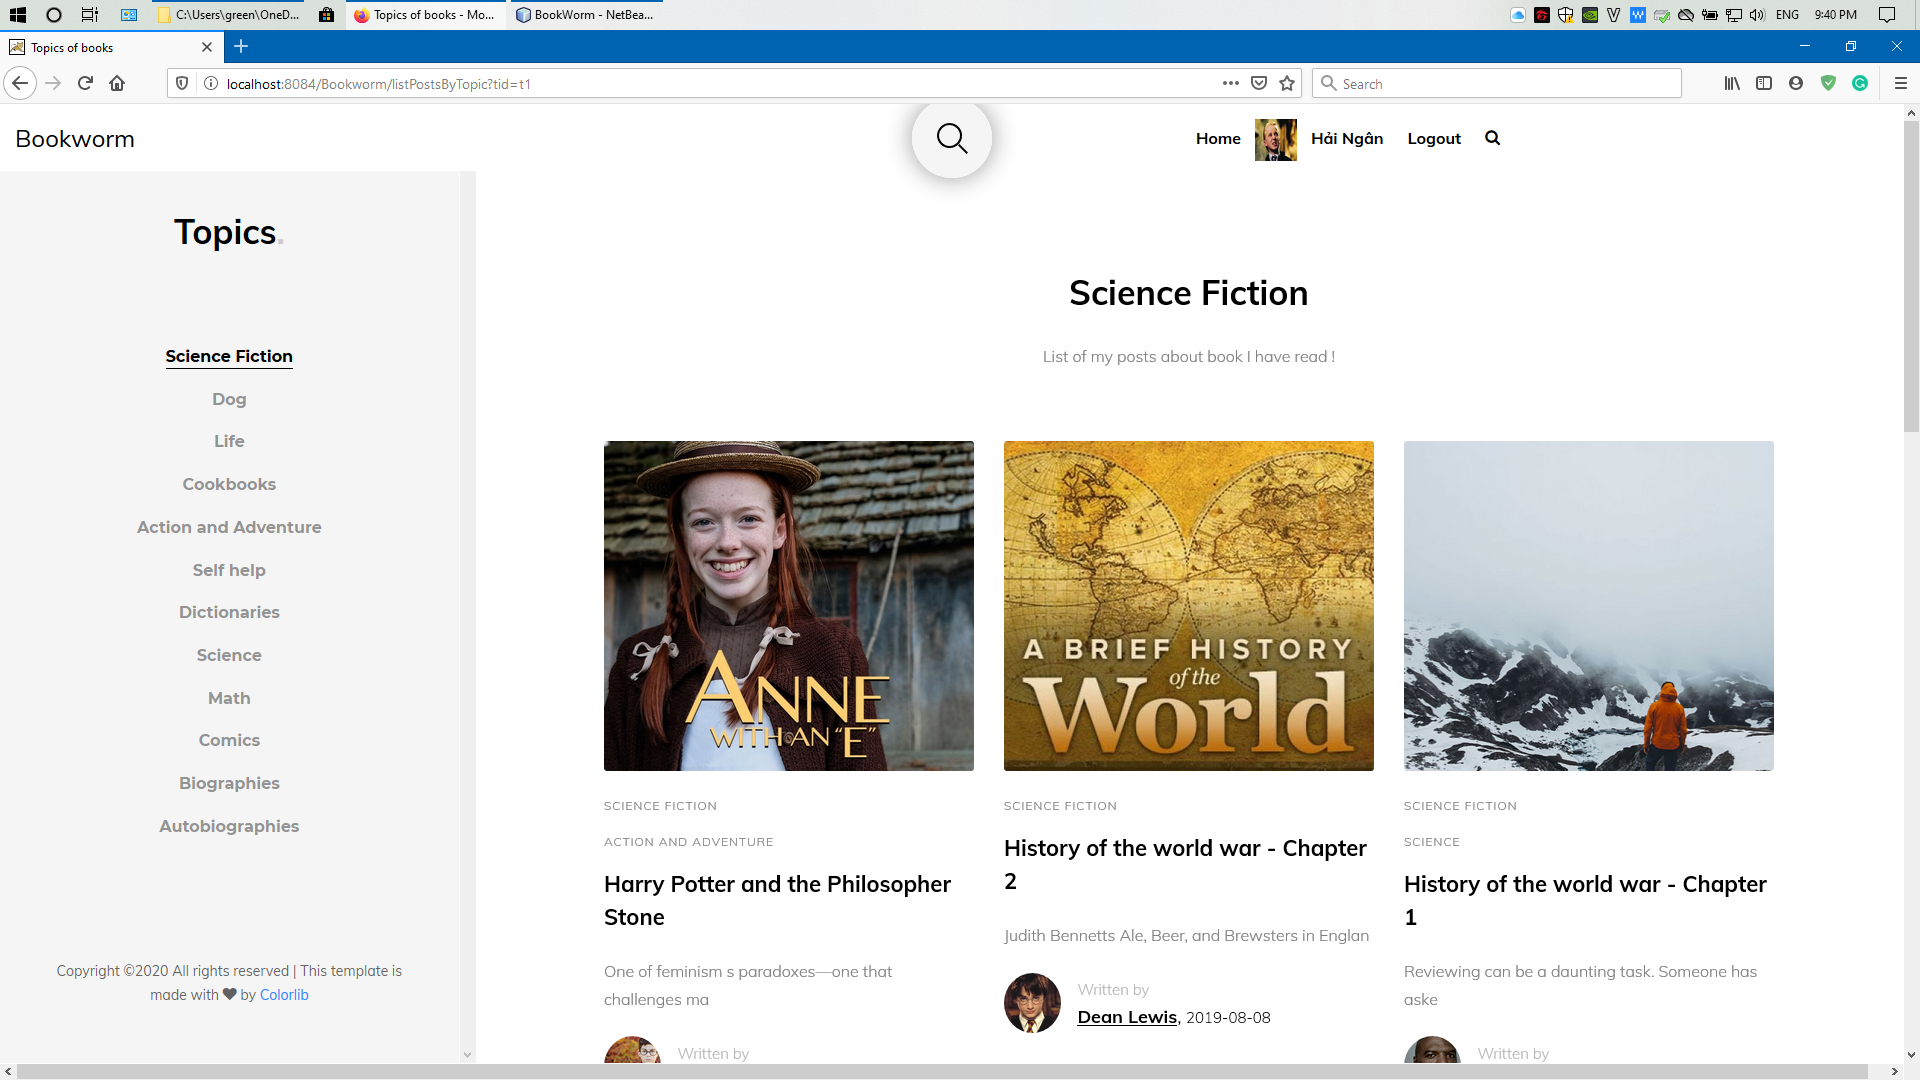 C:\Users\green\OneD...
Topics of books - Mo...
BookWorm - NetBea...
ENG
9:40 PM
Topics of books
localhost:8084/Bookworm/listPostsByTopic?tid=t1
Search
Bookworm
Home
Hải Ngân
Logout
Topics.
Science Fiction
Dog
Life
Cookbooks
Action and Adventure
Self help
Dictionaries
Science
Math
Comics
Biographies
Autobiographies
Copyright ©2020 All rights reserved | This template is
made with ♥ by Colorlib
Science Fiction
List of my posts about book I have read !
ANNE
WITH AN "E"
SCIENCE FICTION
ACTION AND ADVENTURE
Harry Potter and the Philosopher
Stone
One of feminism s paradoxes—one that
challenges ma
Written by
A BRIEF HISTORY
of the
World
SCIENCE FICTION
History of the world war - Chapter
2
Judith Bennetts Ale, Beer, and Brewsters in Englan
Written by
Dean Lewis, 2019-08-08
SCIENCE FICTION
SCIENCE
History of the world war - Chapter
1
Reviewing can be a daunting task. Someone has
aske
Written by